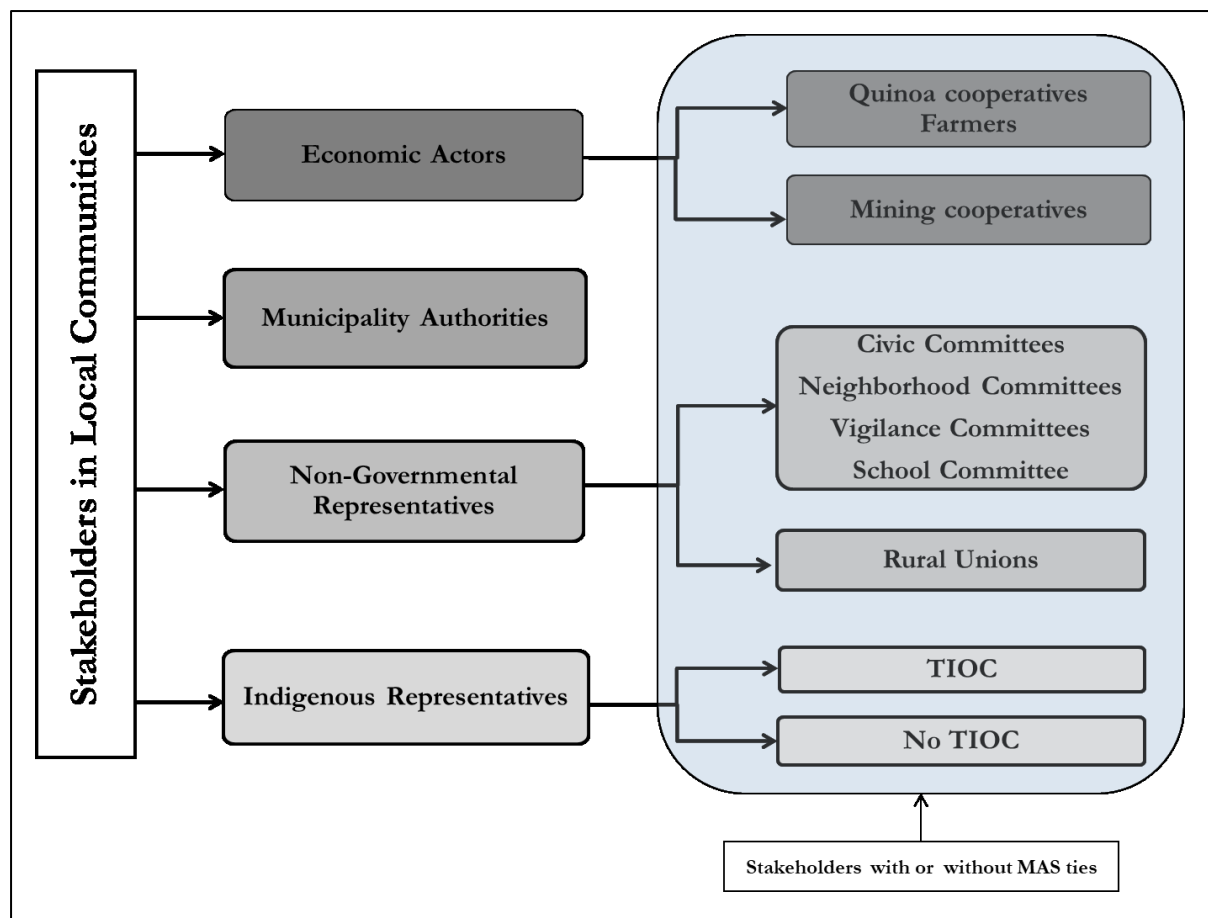 Stakeholders in Local Communities
Economic Actors
Quinoa cooperatives
Farmers
Mining cooperatives
Municipality Authorities
Non-Governmental
Representatives
Civic Committees
Neighborhood Committees
Vigilance Committees
School Committee
Rural Unions
Indigenous Representatives
TIOC
No TIOC
Stakeholders with or without MAS ties